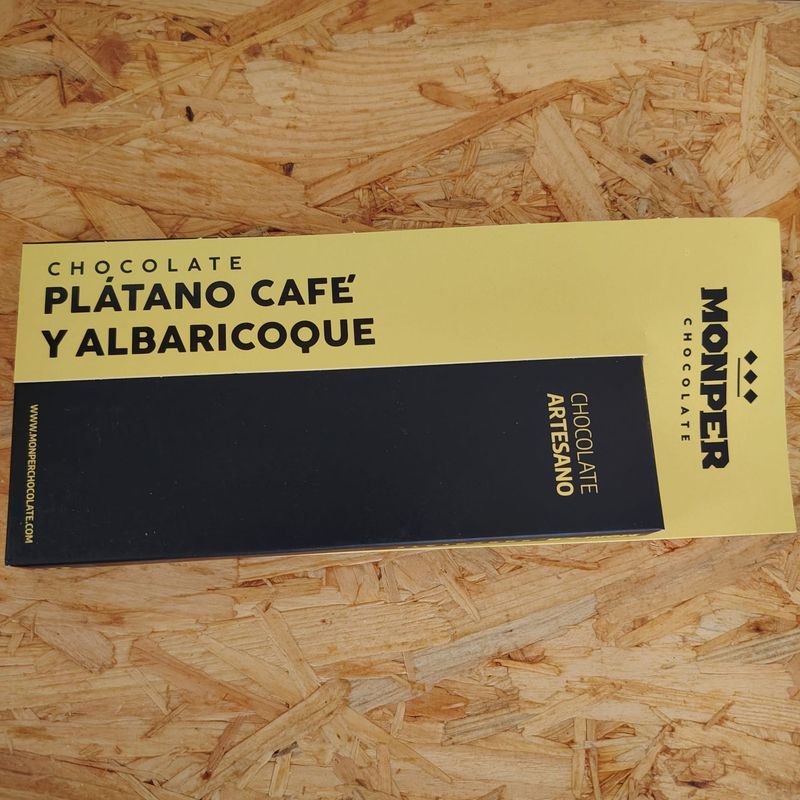 CHOCOLATE
PLÁTANO CAFÉ
Y ALBARICOQUE
WWW.MONPERCHOCOLATE.COM
CHOCOLATE
ARTESANO
MONPER
CHOCOLATE